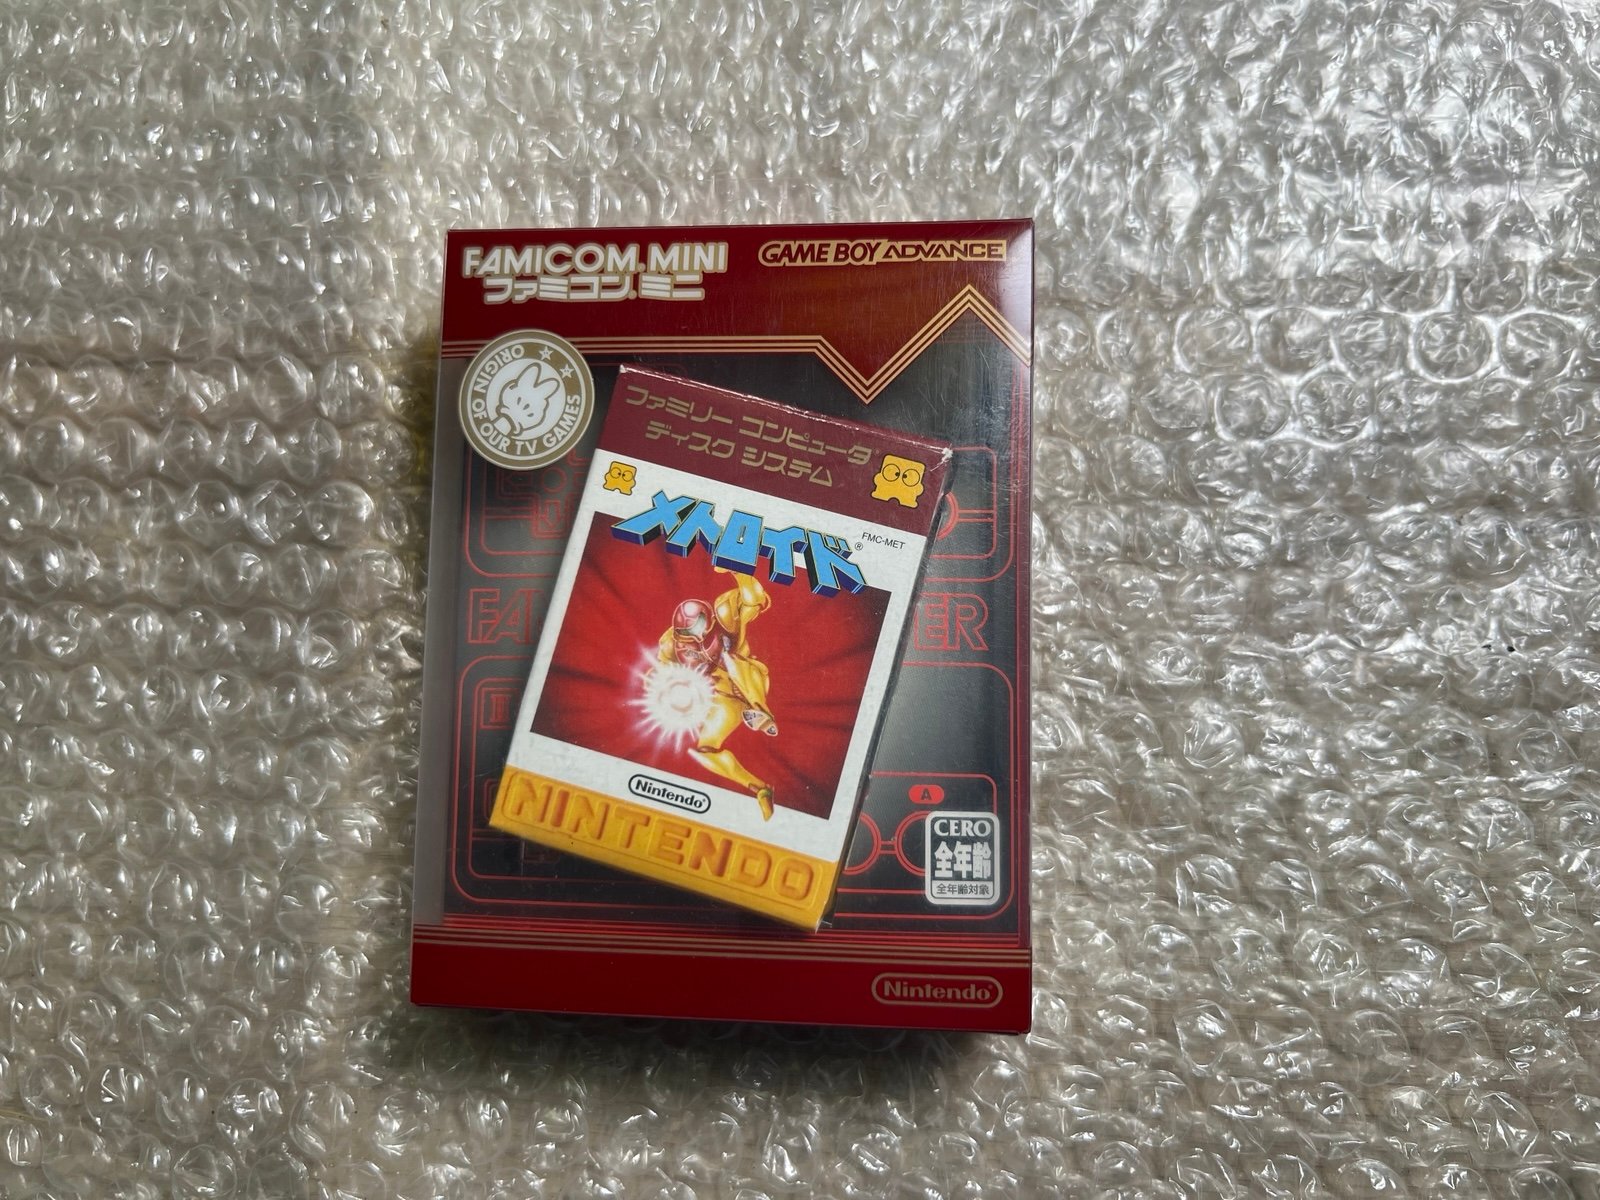 FAMICOM MINI
ファミコン ミニ
GAME BOY ADVANCE
ORIGIN OF OUR TV GAMES
ファミリー コンピュータ
ディスク システム
メトロイド®
FMC-MET
Nintendo®
NINTENDO
A
CERO
全年齢
全年齢対象
Nintendo